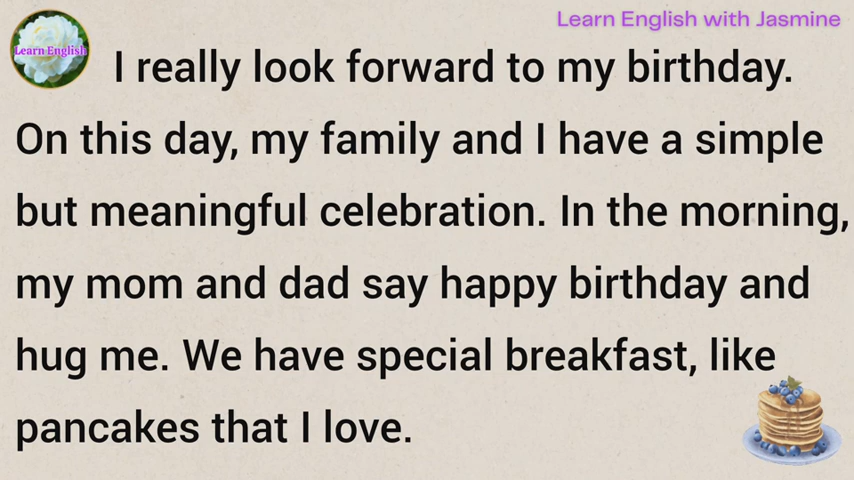 Learn English with Jasmine
Learn English
I really look forward to my birthday.
On this day, my family and I have a simple
but meaningful celebration. In the morning,
my mom and dad say happy birthday and
hug me. We have special breakfast, like
pancakes that I love.